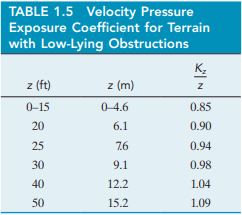 TABLE 1.5 Velocity Pressure
Exposure Coefficient for Terrain
with Low-Lying Obstructions
z (ft) z (m) Kz z
0–15 0–4.6 0.85
20 6.1 0.90
25 7.6 0.94
30 9.1 0.98
40 12.2 1.04
50 15.2 1.09